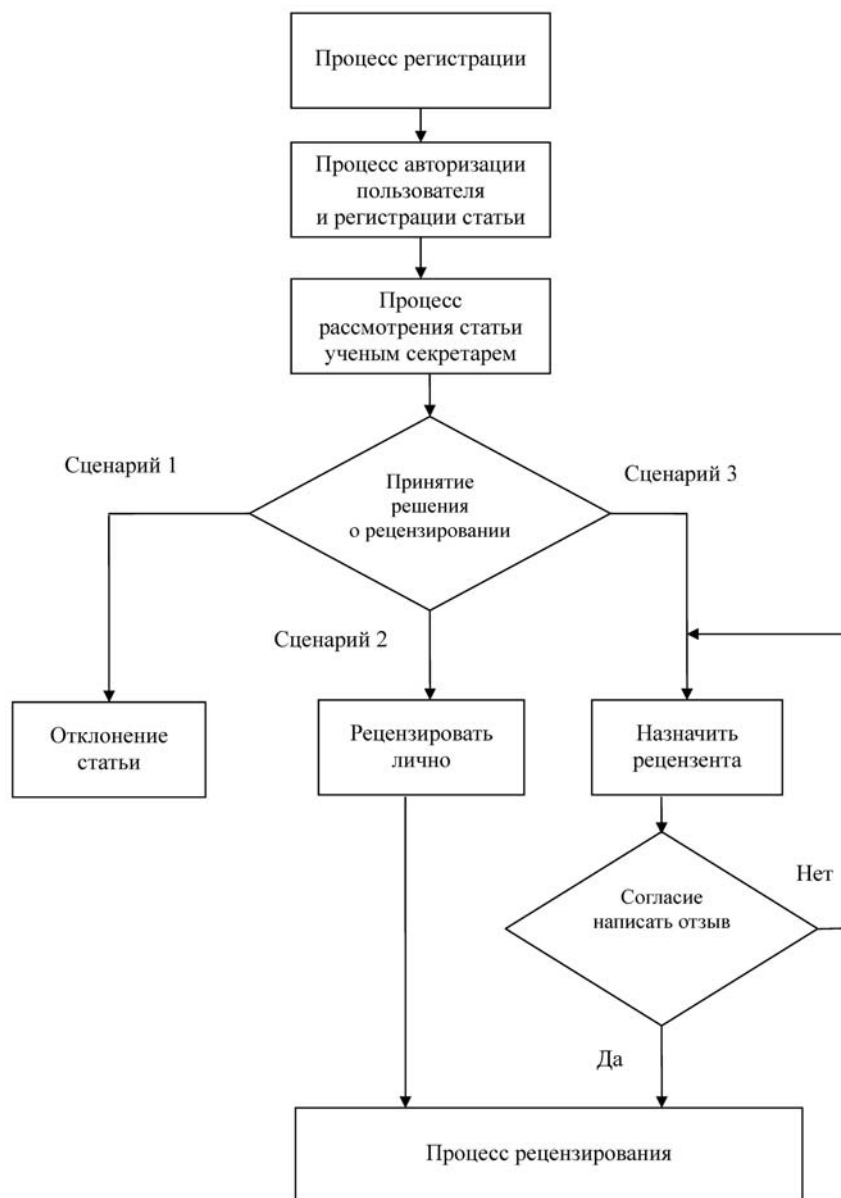 Процесс регистрации
Процесс авторизации
пользователя
и регистрации статьи
Процесс
рассмотрения статьи
ученым секретарем
Сценарий 1
Принятие
решения
о рецензировании
Сценарий 3
Сценарий 2
Отклонение
статьи
Рецензировать
лично
Назначить
рецензента
Согласие
написать отзыв
Нет
Да
Процесс рецензирования